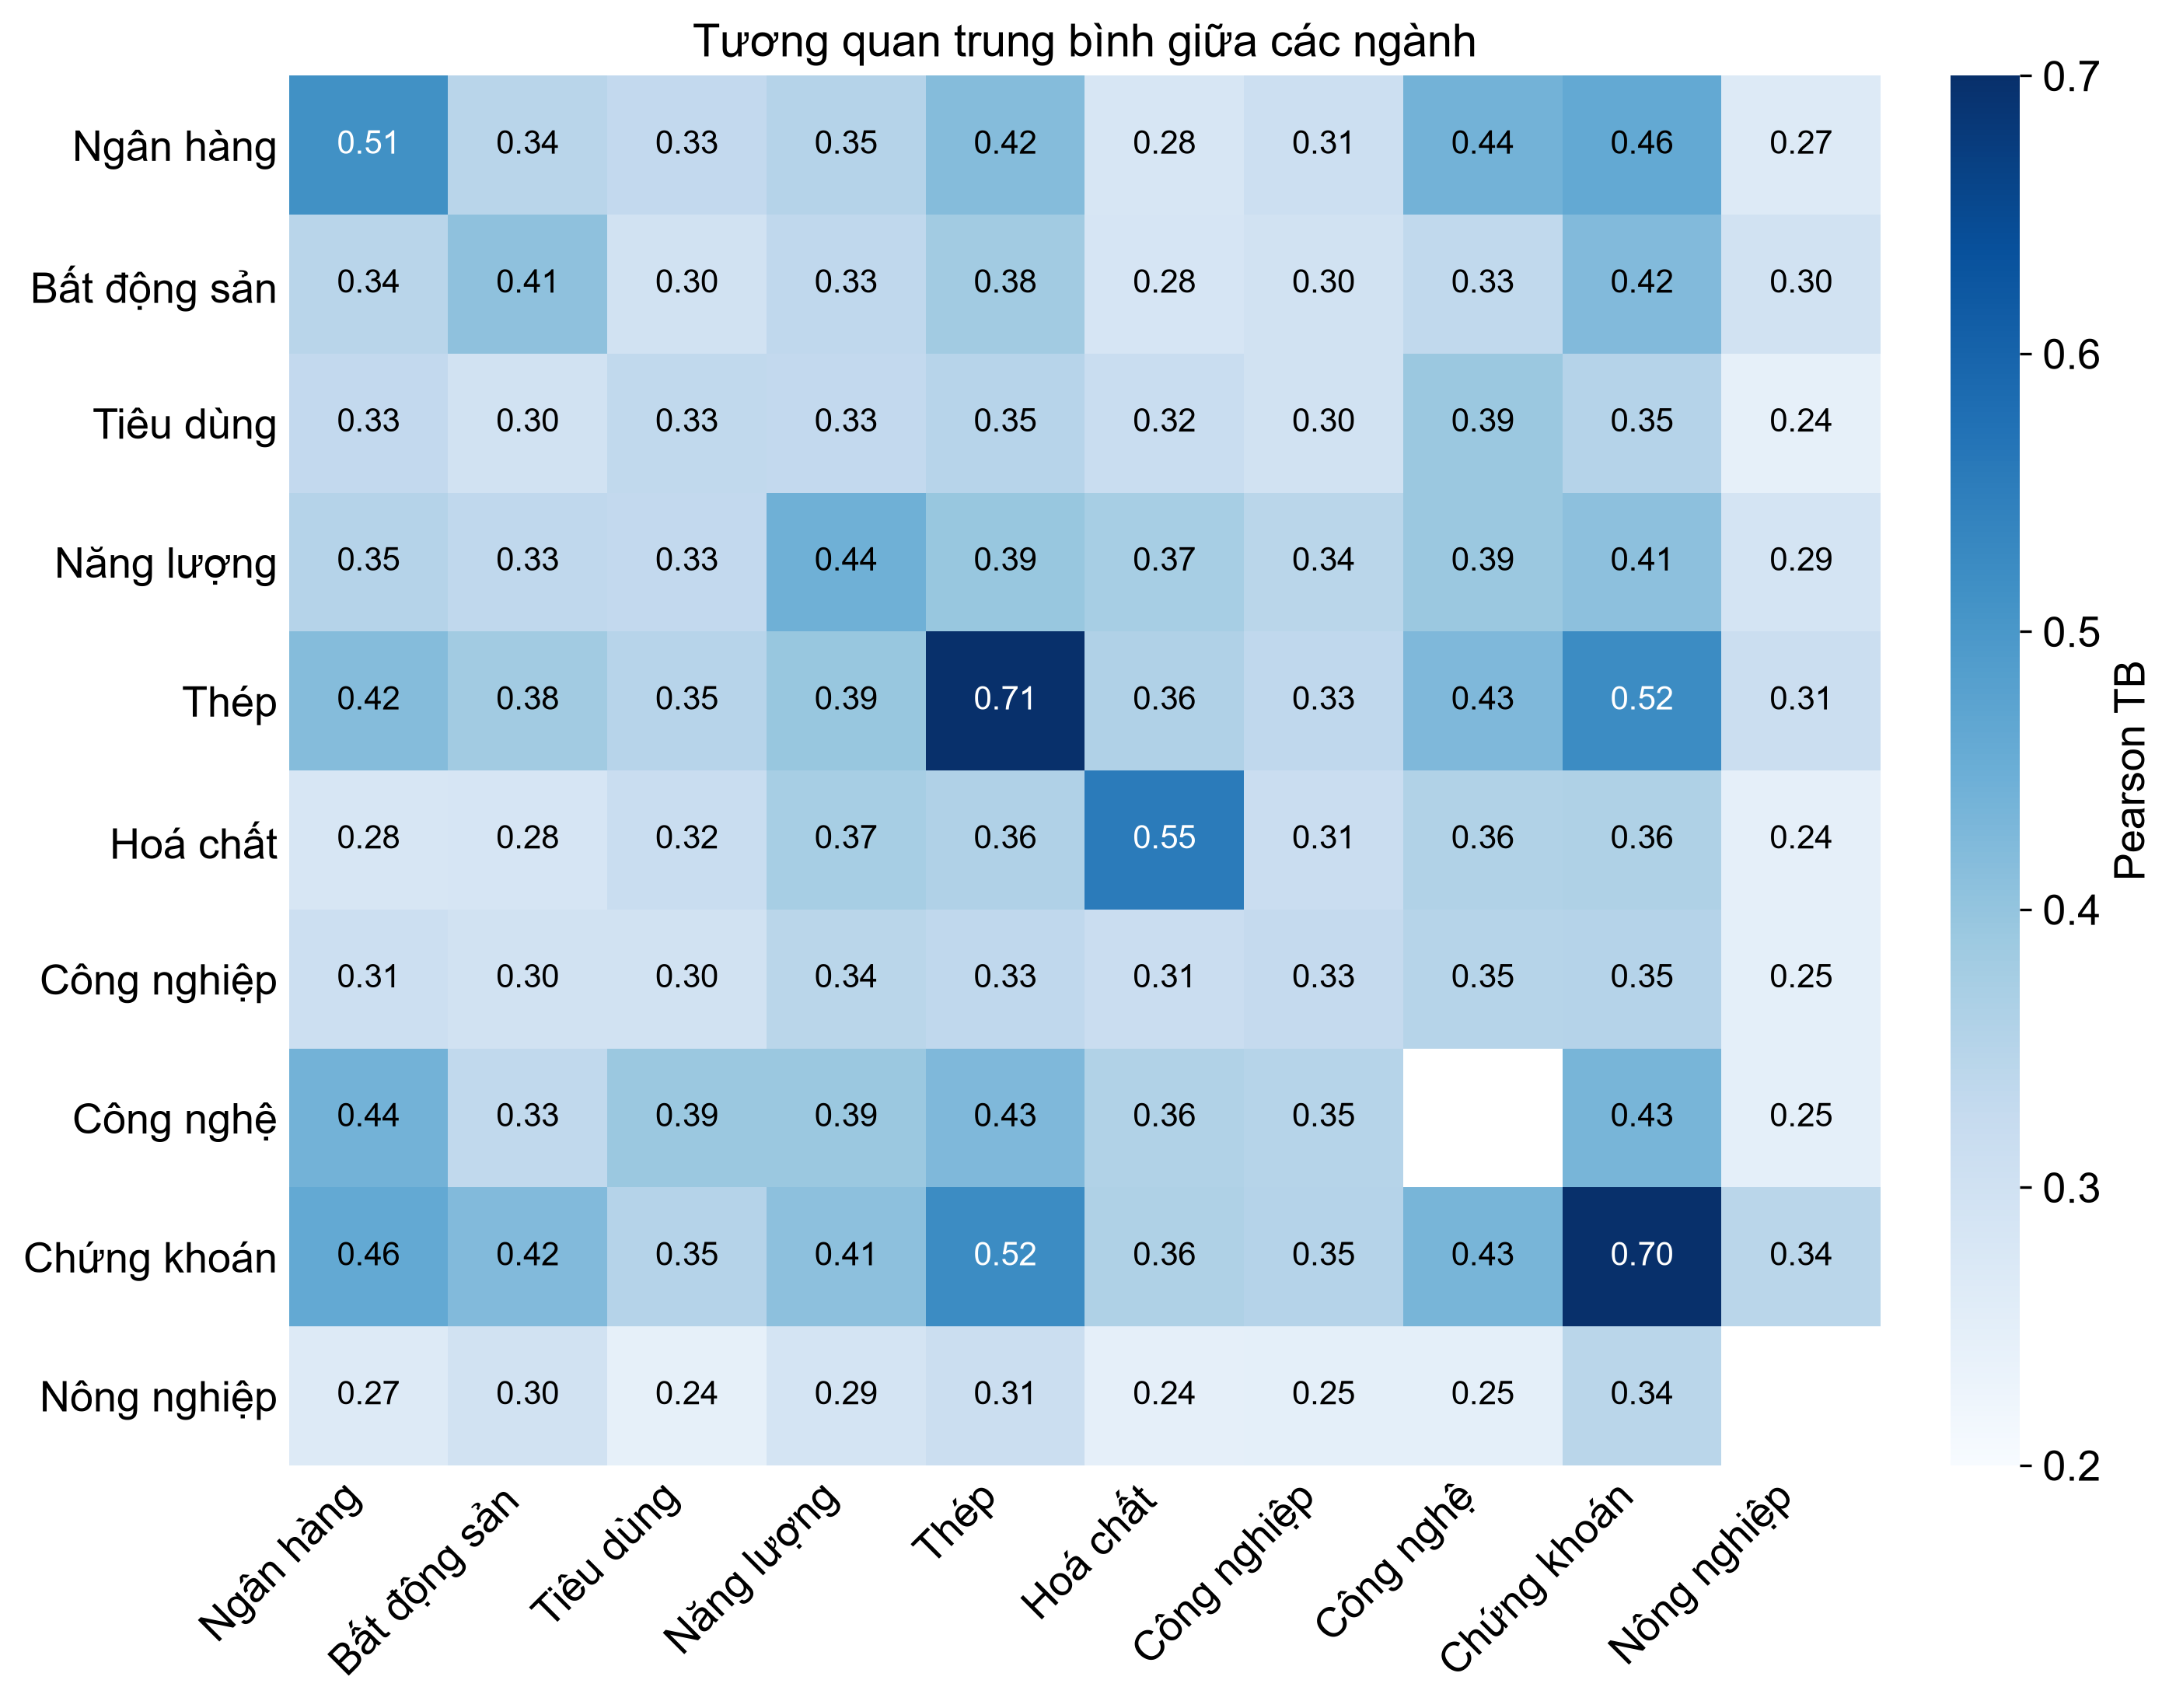 Tương quan trung bình giữa các ngành
Ngân hàng 0.51 0.34 0.33 0.35 0.42 0.28 0.31 0.44 0.46 0.27
Bất động sản 0.34 0.41 0.30 0.33 0.38 0.28 0.30 0.33 0.42 0.30
Tiêu dùng 0.33 0.30 0.33 0.33 0.35 0.32 0.30 0.39 0.35 0.24
Năng lượng 0.35 0.33 0.33 0.44 0.39 0.37 0.34 0.39 0.41 0.29
Thép 0.42 0.38 0.35 0.39 0.71 0.36 0.33 0.43 0.52 0.31
Hoá chất 0.28 0.28 0.32 0.37 0.36 0.55 0.31 0.36 0.36 0.24
Công nghiệp 0.31 0.30 0.30 0.34 0.33 0.31 0.33 0.35 0.35 0.25
Công nghệ 0.44 0.33 0.39 0.39 0.43 0.36 0.35 0.43 0.25
Chứng khoán 0.46 0.42 0.35 0.41 0.52 0.36 0.35 0.43 0.70 0.34
Nông nghiệp 0.27 0.30 0.24 0.29 0.31 0.24 0.25 0.25 0.34
Ngân hàng
Bất động sản
Tiêu dùng
Năng lượng
Thép
Hoá chất
Công nghiệp
Công nghệ
Chứng khoán
Nông nghiệp
0.7
0.6
0.5
0.4
0.3
0.2
Pearson TB